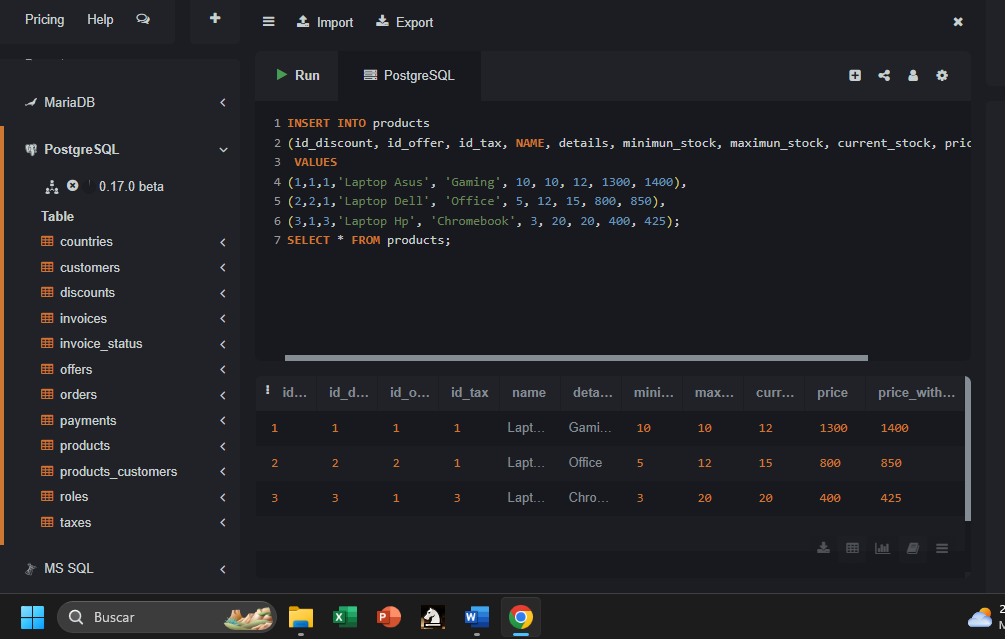 Pricing Help
Import Export
Run PostgreSQL
MariaDB
PostgreSQL
0.17.0 beta
Table
countries
customers
discounts
invoices
invoice_status
offers
orders
payments
products
products_customers
roles
taxes
MS SQL
1 INSERT INTO products
2 (id_discount, id_offer, id_tax, NAME, details, minimun_stock, maximun_stock, current_stock, pric
3 VALUES
4 (1,1,1,'Laptop Asus', 'Gaming', 10, 10, 12, 1300, 1400),
5 (2,2,1,'Laptop Dell', 'Office', 5, 12, 15, 800, 850),
6 (3,1,3,'Laptop Hp', 'Chromebook', 3, 20, 20, 400, 425);
7 SELECT * FROM products;
id... id_d... id_o... id_tax name deta... mini... max... curr... price price_with...
1 1 1 1 Lapt... Gami... 10 10 12 1300 1400
2 2 2 1 Lapt... Office 5 12 15 800 850
3 3 1 3 Lapt... Chro... 3 20 20 400 425
Buscar